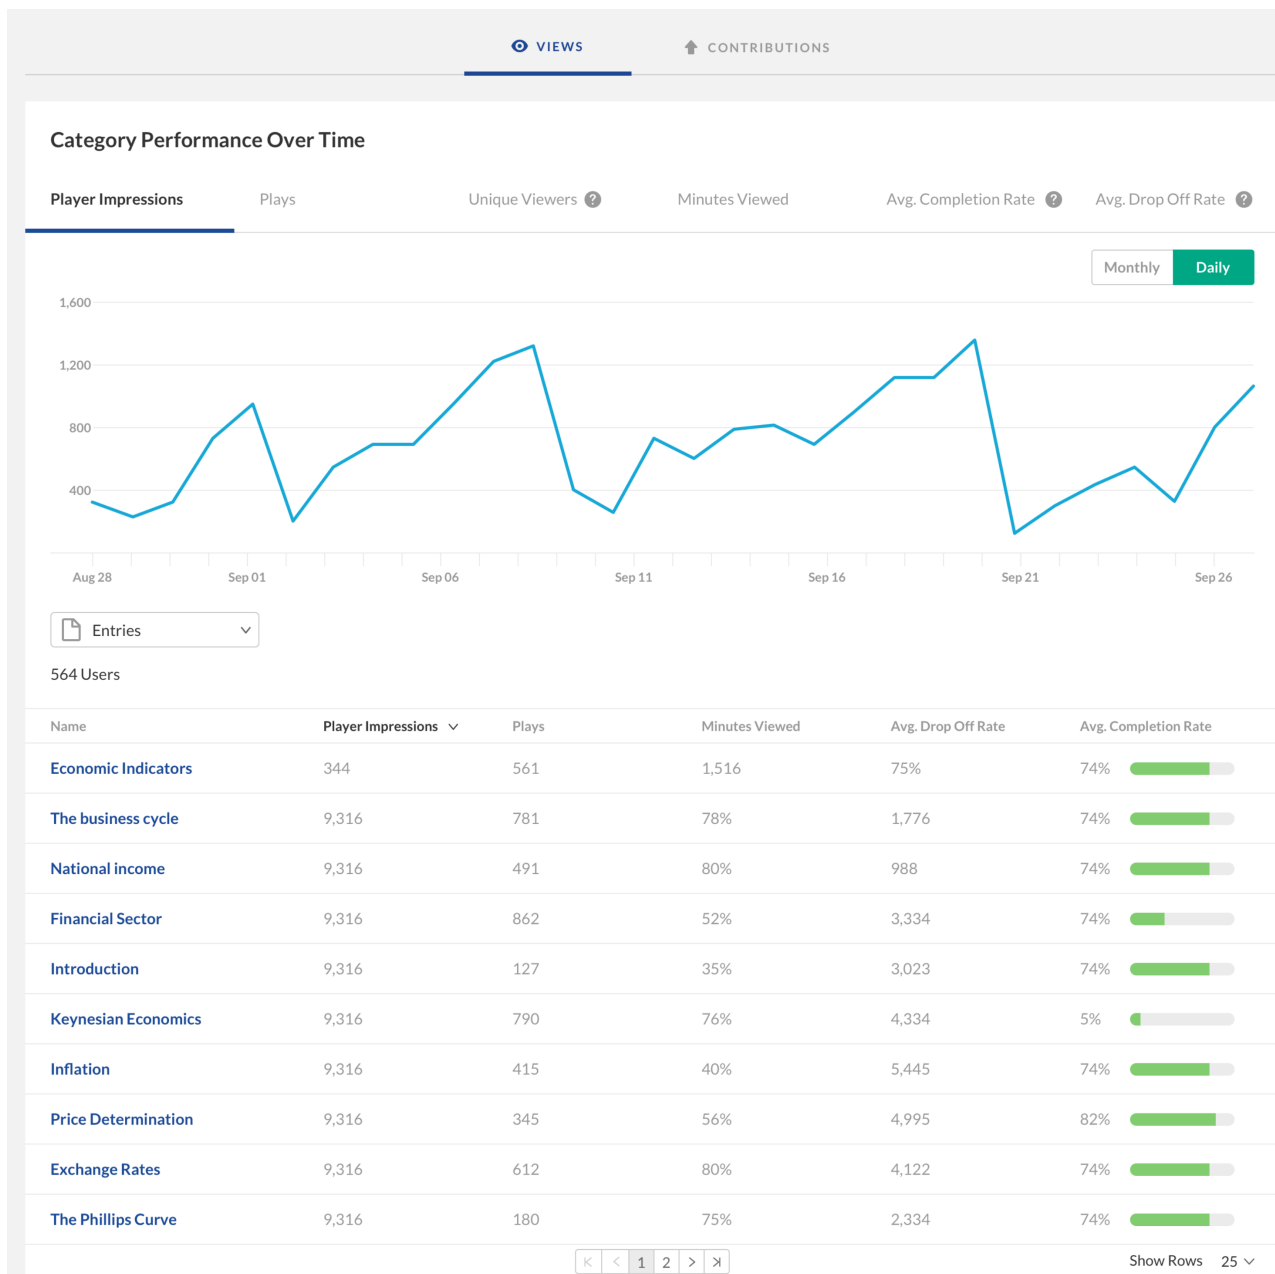 VIEWS CONTRIBUTIONS
Category Performance Over Time
Player Impressions Plays Unique Viewers ? Minutes Viewed Avg. Completion Rate ? Avg. Drop Off Rate ?
Monthly Daily
1,600
1,200
800
400
Aug 28 Sep 01 Sep 06 Sep 11 Sep 16 Sep 21 Sep 26
Entries
564 Users
Name Player Impressions Plays Minutes Viewed Avg. Drop Off Rate Avg. Completion Rate
Economic Indicators 344 561 1,516 75% 74%
The business cycle 9,316 781 78% 1,776 74%
National income 9,316 491 80% 988 74%
Financial Sector 9,316 862 52% 3,334 74%
Introduction 9,316 127 35% 3,023 74%
Keynesian Economics 9,316 790 76% 4,334 5%
Inflation 9,316 415 40% 5,445 74%
Price Determination 9,316 345 56% 4,995 82%
Exchange Rates 9,316 612 80% 4,122 74%
The Phillips Curve 9,316 180 75% 2,334 74%
1 2 Show Rows 25